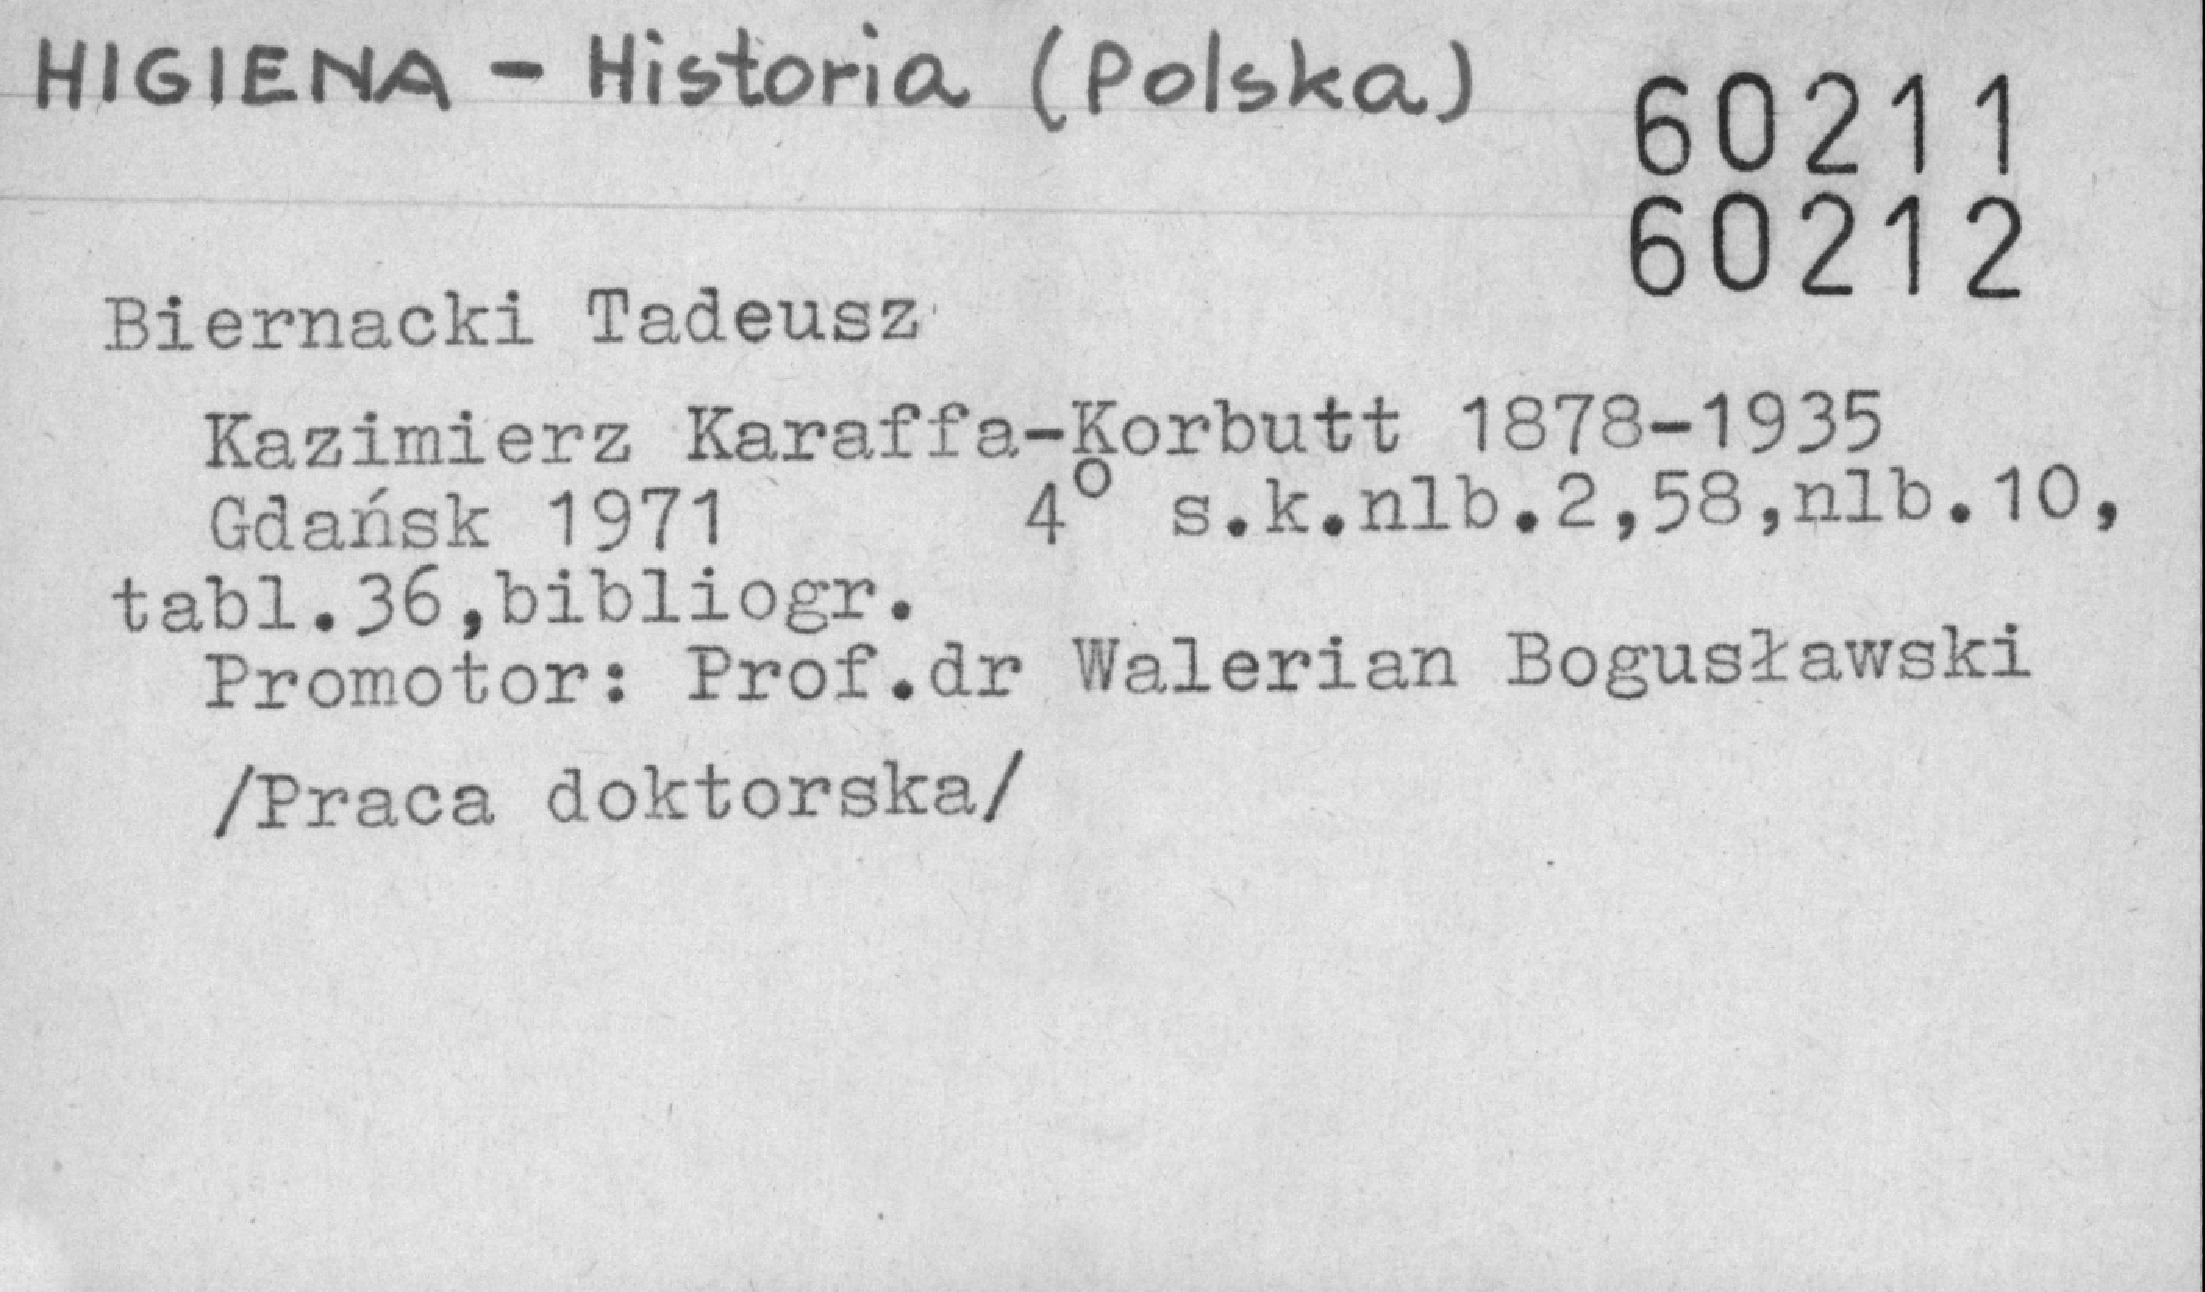 HIGIENA - Historia (Polska)
60211
60212
Biernacki Tadeusz
Kazimierz Karaffa-Korbutt 1878-1935
Gdańsk 1971 4° s.k.nlb.2,58,nlb.10,
tabl.36,bibliogr.
Promotor: Prof.dr Walerian Bogusławski
/Praca doktorska/